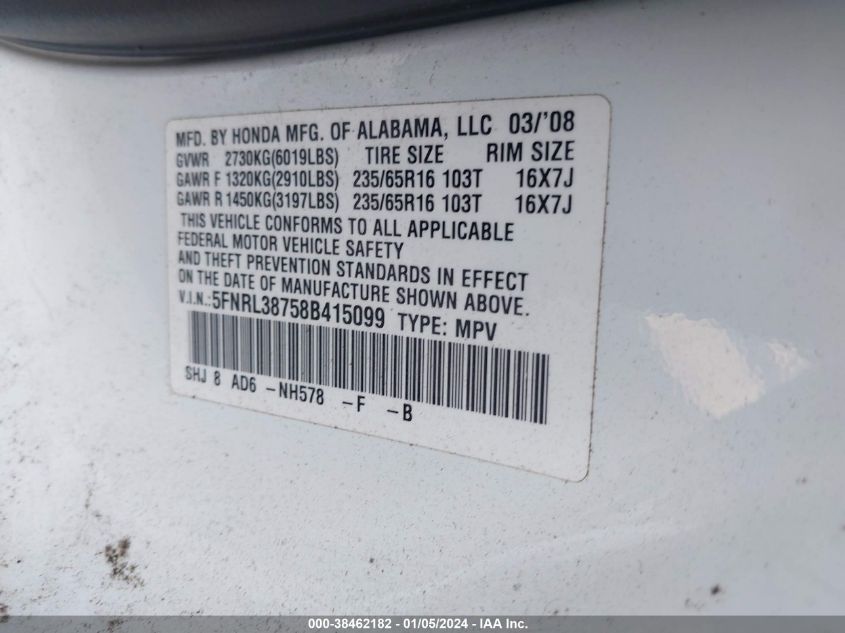 MFD. BY HONDA MFG. OF ALABAMA, LLC 03/'08
GVWR 2730KG(6019LBS) TIRE SIZE RIM SIZE
GAWR F 1320KG(2910LBS) 235/65R16 103T 16X7J
GAWR R 1450KG(3197LBS) 235/65R16 103T 16X7J
THIS VEHICLE CONFORMS TO ALL APPLICABLE
FEDERAL MOTOR VEHICLE SAFETY
AND THEFT PREVENTION STANDARDS IN EFFECT
ON THE DATE OF MANUFACTURE SHOWN ABOVE.
V.I.N.:5FNRL38758B415099 TYPE: MPV
SHJ 8 AD6 -NH578 -F -B
000-38462182 - 01/05/2024 - IAA Inc.